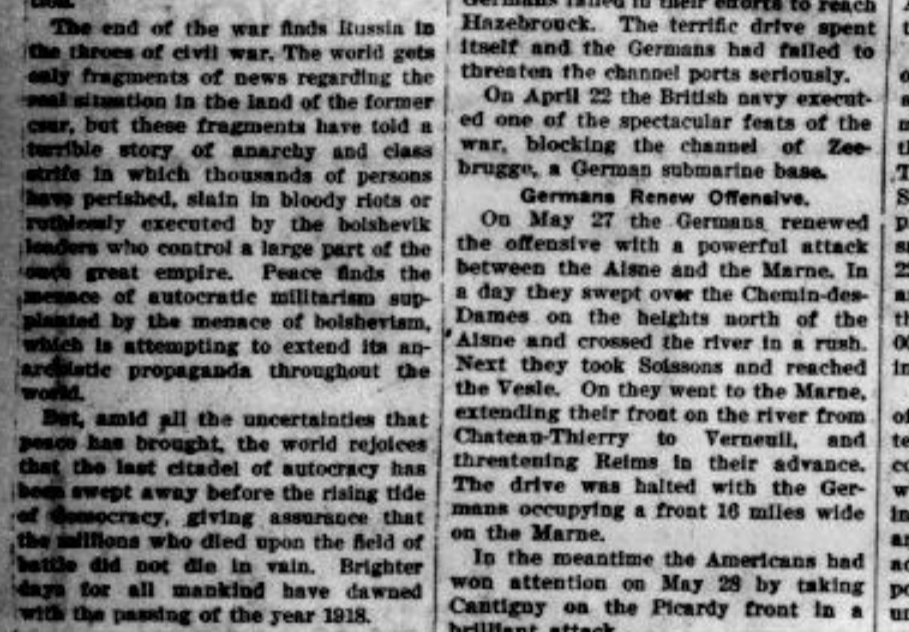 The end of the war finds Russia in
the throes of civil war. The world gets
only fragments of news regarding the
real situation in the land of the former
czar, but these fragments have told a
terrible story of anarchy and class
strife in which thousands of persons
have perished, slain in bloody riots or
ruthlessly executed by the bolshevik
leaders who control a large part of the
once great empire. Peace finds the
menace of autocratic militarism sup-
planted by the menace of bolshevism,
which is attempting to extend its an-
archistic propaganda throughout the
world.
But, amid all the uncertainties that
peace has brought, the world rejoices
that the last citadel of autocracy has
been swept away before the rising tide
of democracy, giving assurance that
the millions who died upon the field of
battle did not die in vain. Brighter
days for all mankind have dawned
with the passing of the year 1918.
Germans failed in their efforts to reach
Hazebrouck. The terrific drive spent
itself and the Germans had failed to
threaten the channel ports seriously.
On April 22 the British navy execut-
ed one of the spectacular feats of the
war, blocking the channel of Zee-
brugge, a German submarine base.
Germans Renew Offensive.
On May 27 the Germans renewed
the offensive with a powerful attack
between the Aisne and the Marne. In
a day they swept over the Chemin-des-
Dames on the heights north of the
Aisne and crossed the river in a rush.
Next they took Soissons and reached
the Vesle. On they went to the Marne,
extending their front on the river from
Chateau-Thierry to Verneuil, and
threatening Reims in their advance.
The drive was halted with the Ger-
mans occupying a front 16 miles wide
on the Marne.
In the meantime the Americans had
won attention on May 28 by taking
Cantigny on the Picardy front in a
brilliant attack